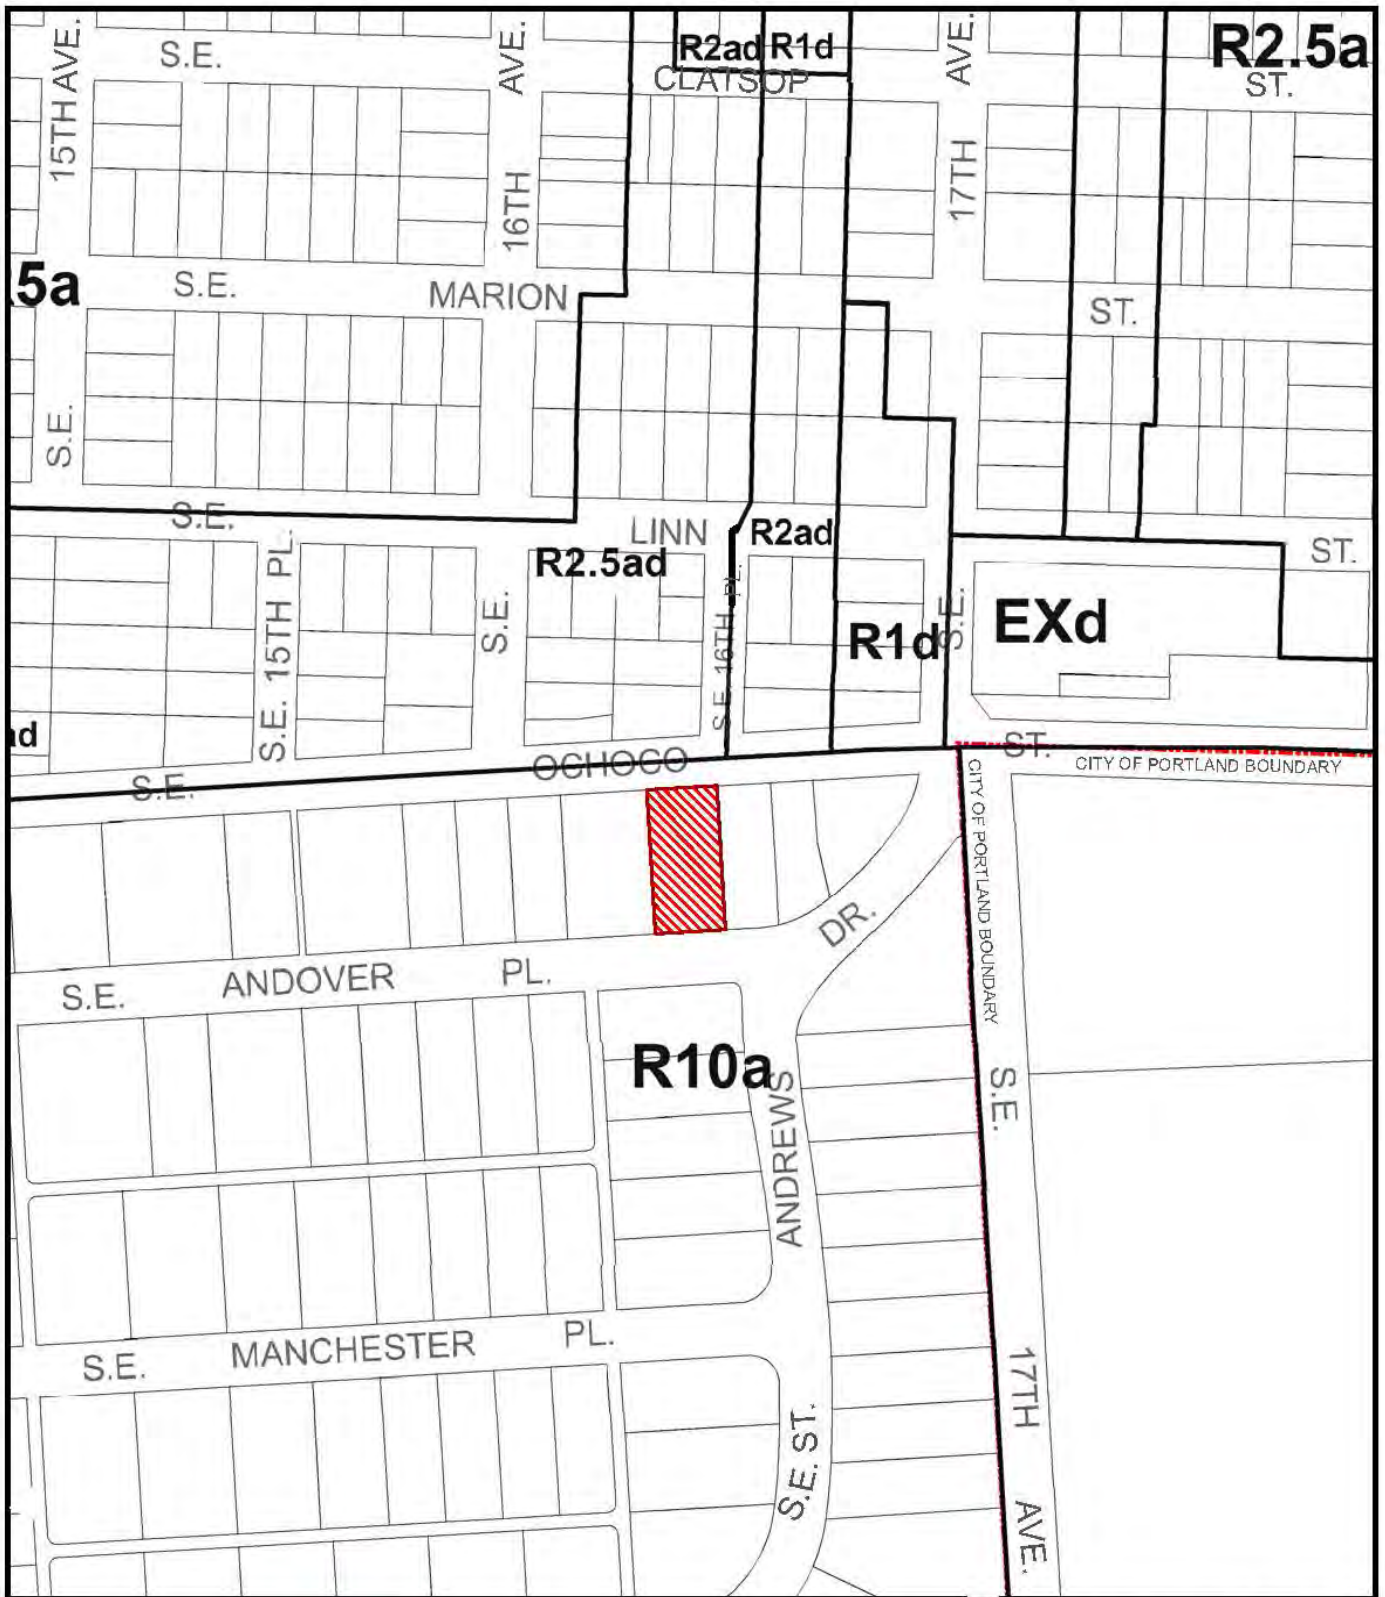 S.E.
AVE.
R2ad
R1d
AVE.
R2.5a
CLATSOP
ST.
15TH AVE.
16TH
17TH
5a
S.E.
MARION
ST.
S.E.
S.E.
LINN
R2ad
ST.
R2.5ad
S.E. 15TH PL.
S.E.
S.E. 16TH PL.
R1d
S.E.
EXd
ad
S.E.
OCHOCO
ST.
CITY OF PORTLAND BOUNDARY
CITY OF PORTLAND BOUNDARY
DR.
S.E.
ANDOVER
PL.
R10a
ANDREWS
S.E.
S.E.
MANCHESTER
PL.
17TH
S.E. ST.
AVE.